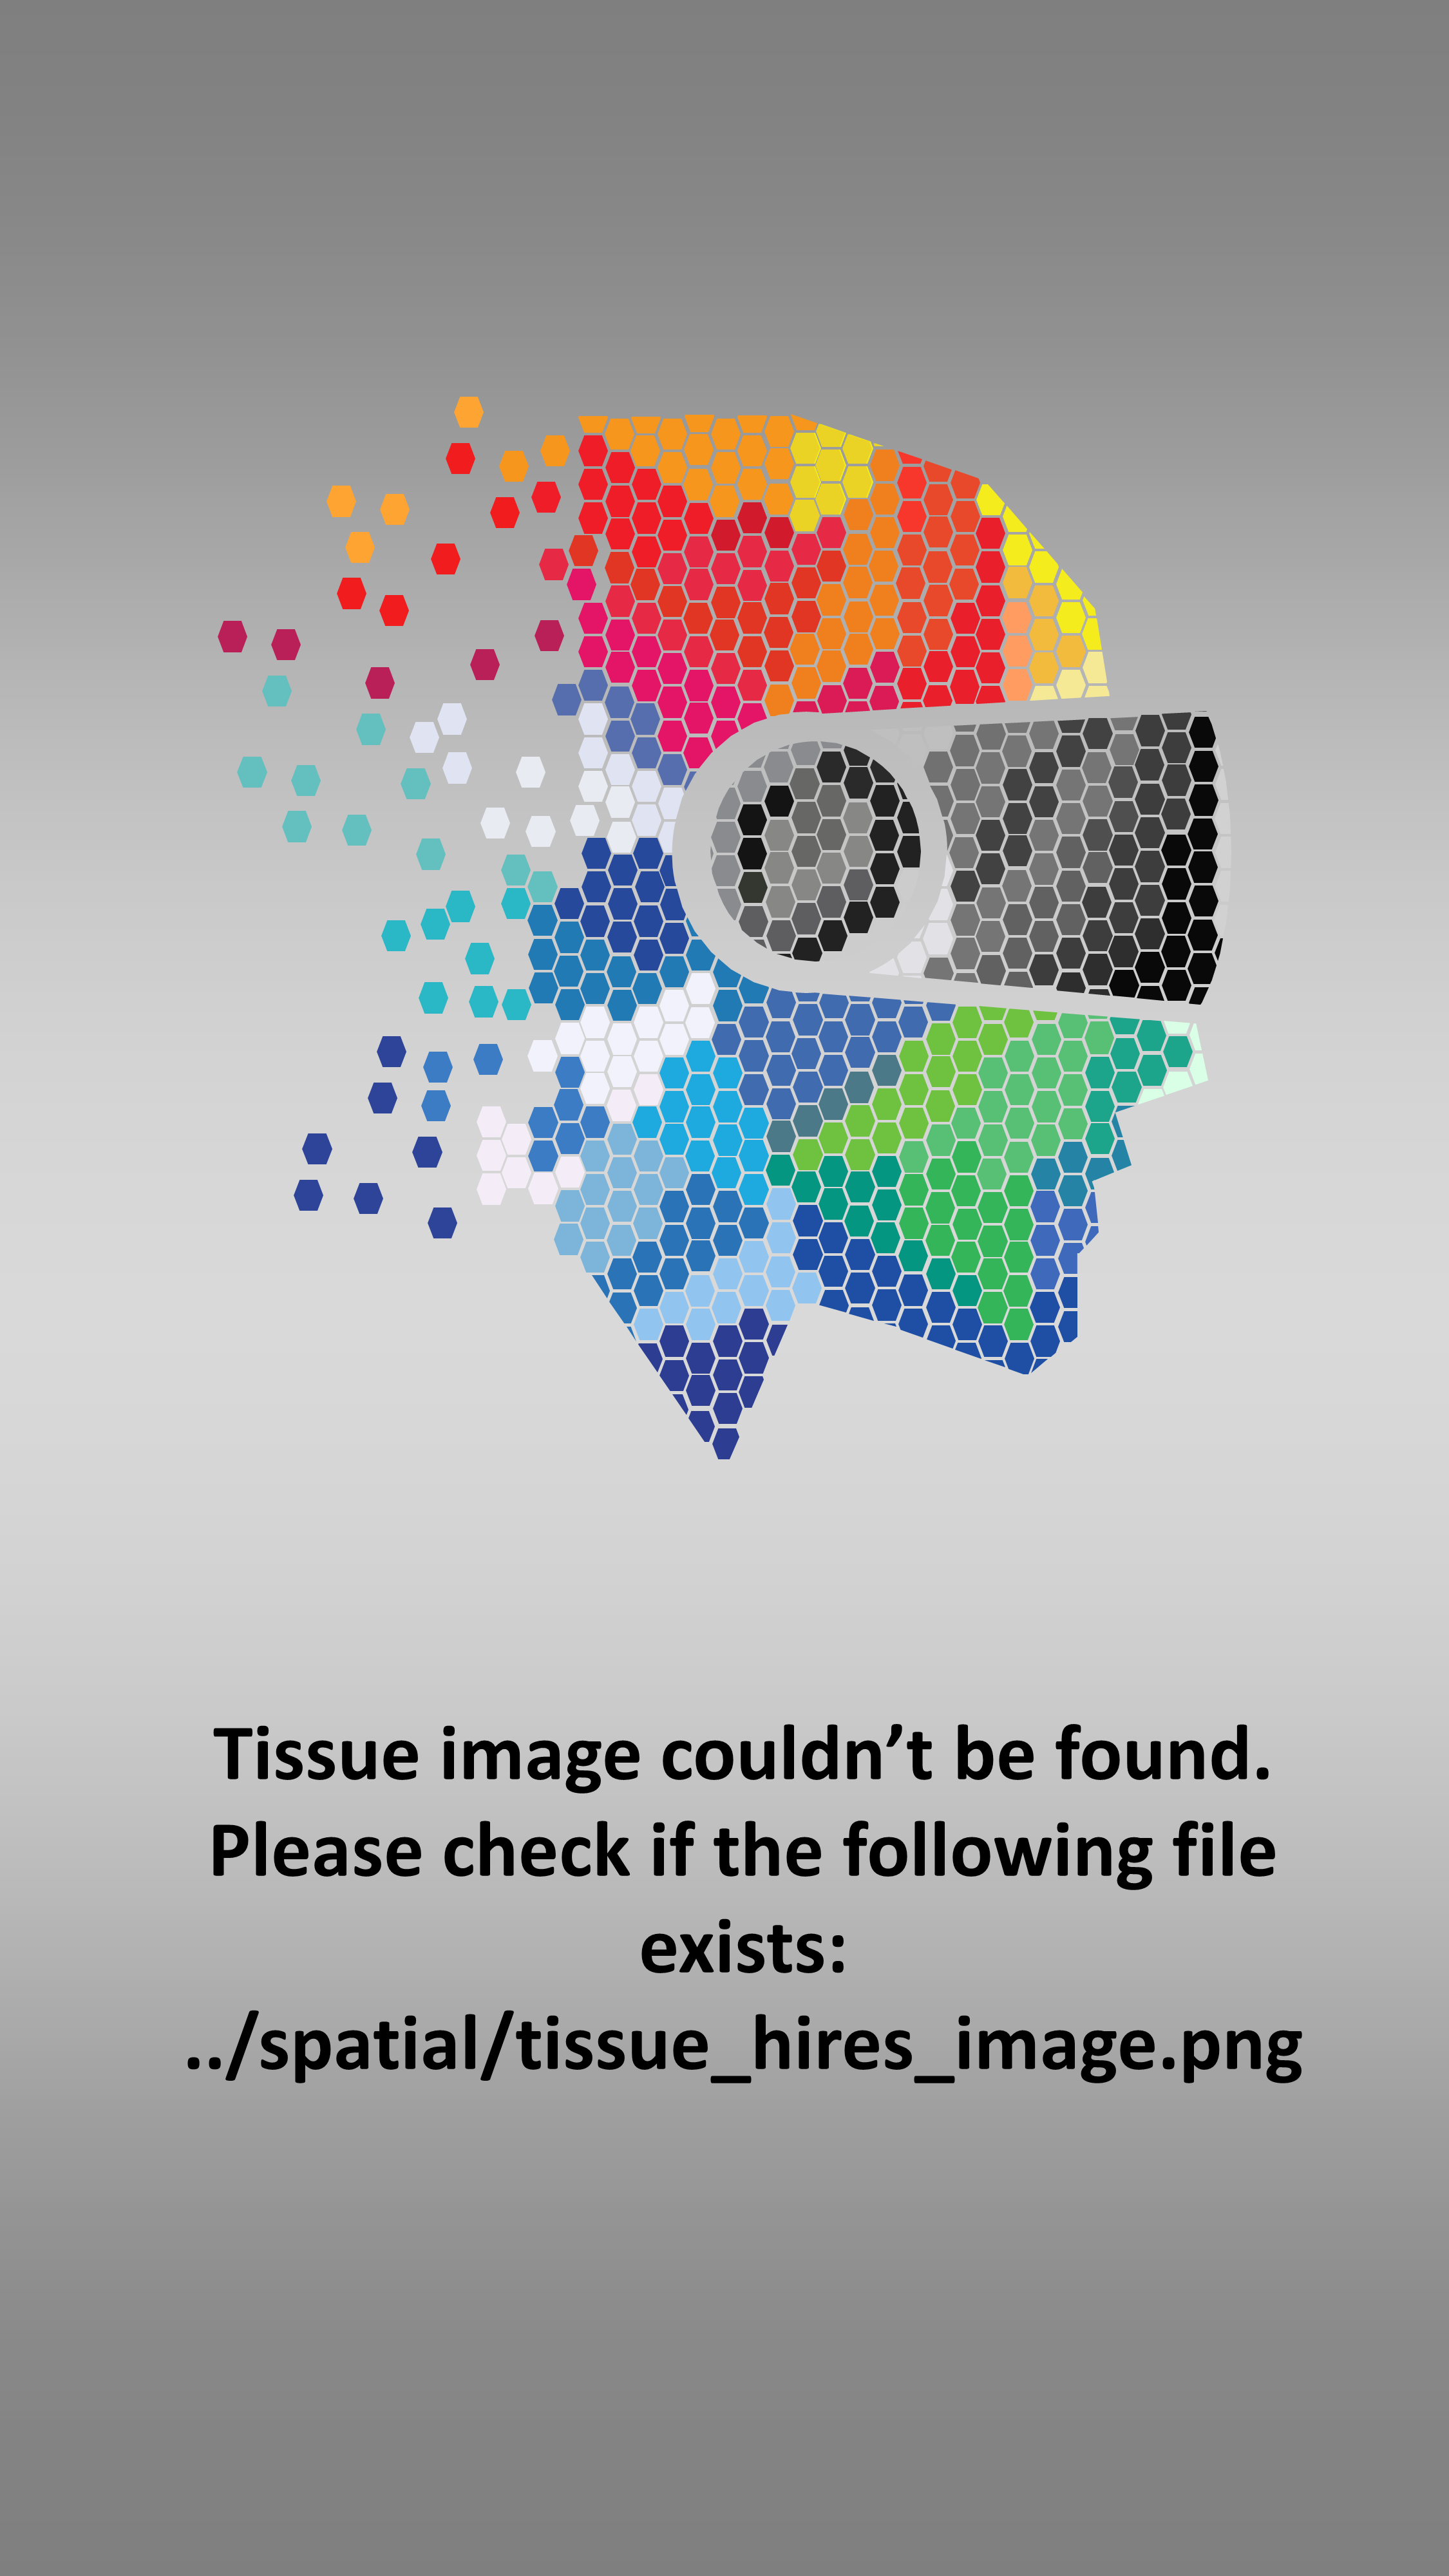 Tissue image couldn’t be found.
Please check if the following file
exists:
../spatial/tissue_hires_image.png